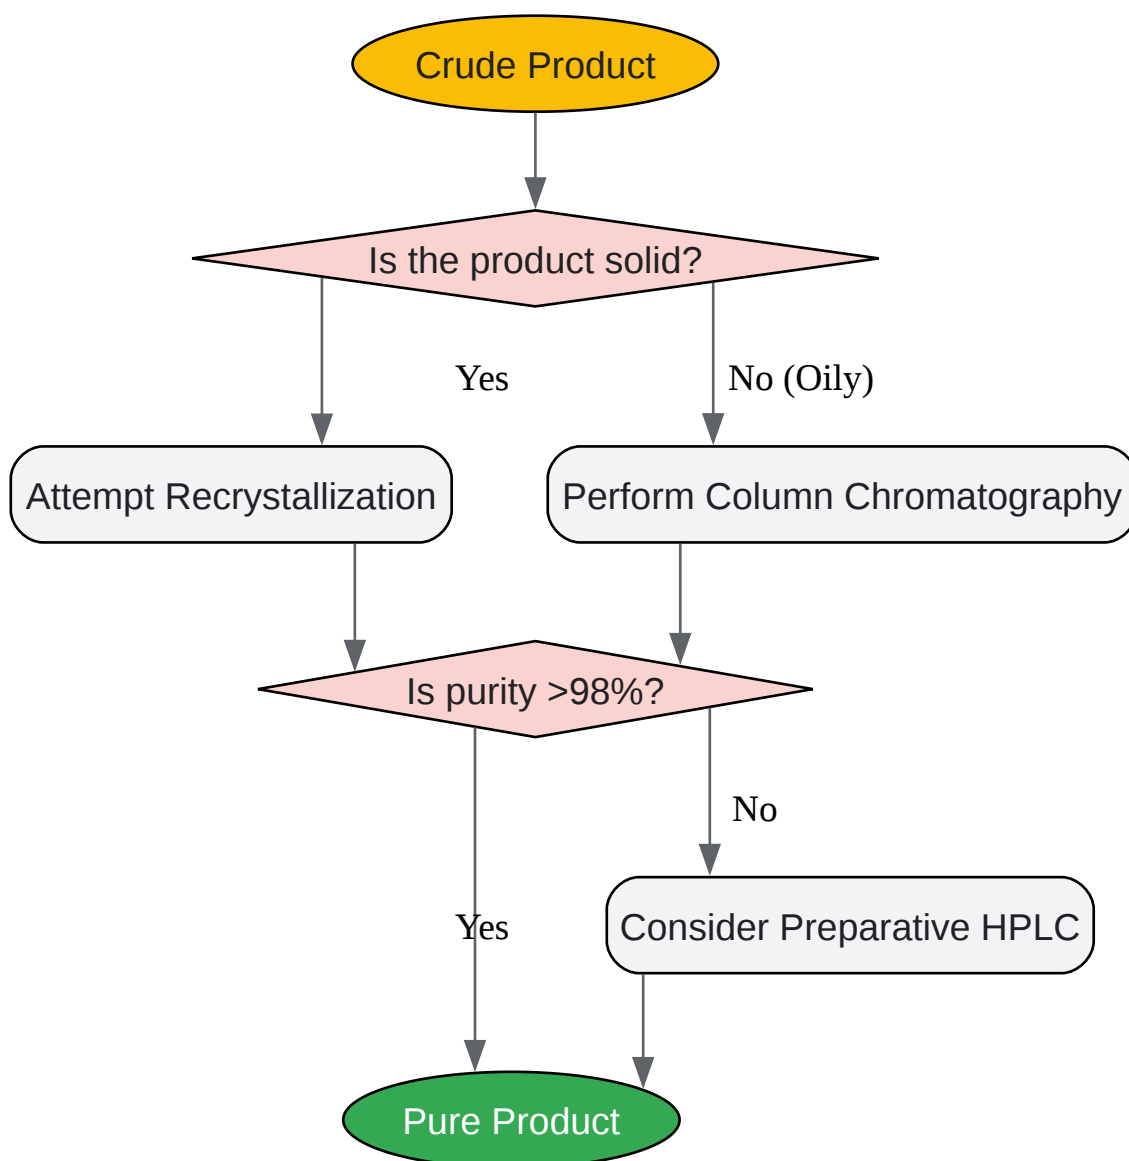 Crude Product
Is the product solid?
Yes
No (Oily)
Attempt Recrystallization
Perform Column Chromatography
Is purity >98%?
No
Yes
Consider Preparative HPLC
Pure Product